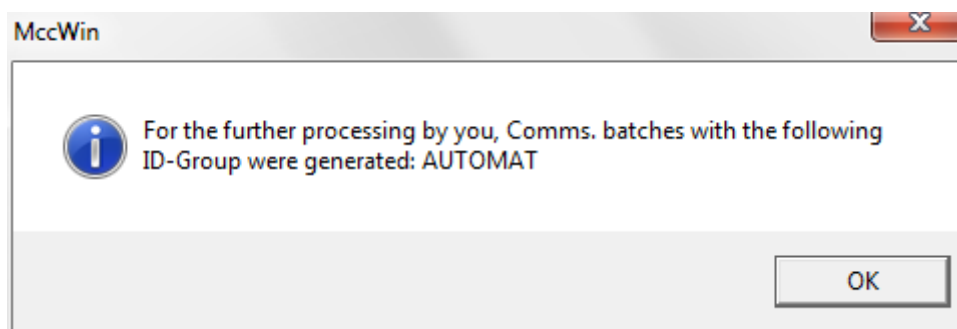 MccWin
For the further processing by you, Comms. batches with the following
ID-Group were generated: AUTOMAT
OK